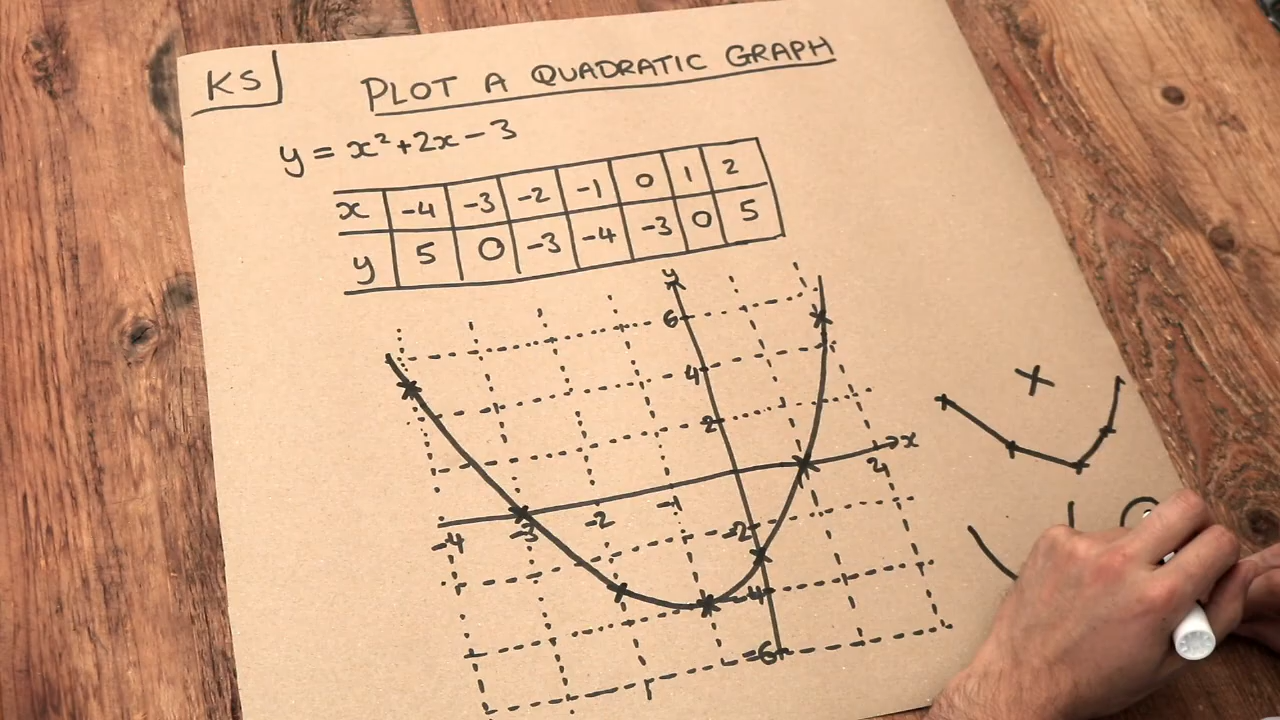 KS
PLOT A QUADRATIC GRAPH
y = x² + 2x - 3
x -4 -3 -2 -1 0 1 2
y 5 0 -3 -4 -3 0 5
y
6
4
2
x
-4 -3 -2 -1 2
-2
-4
-6